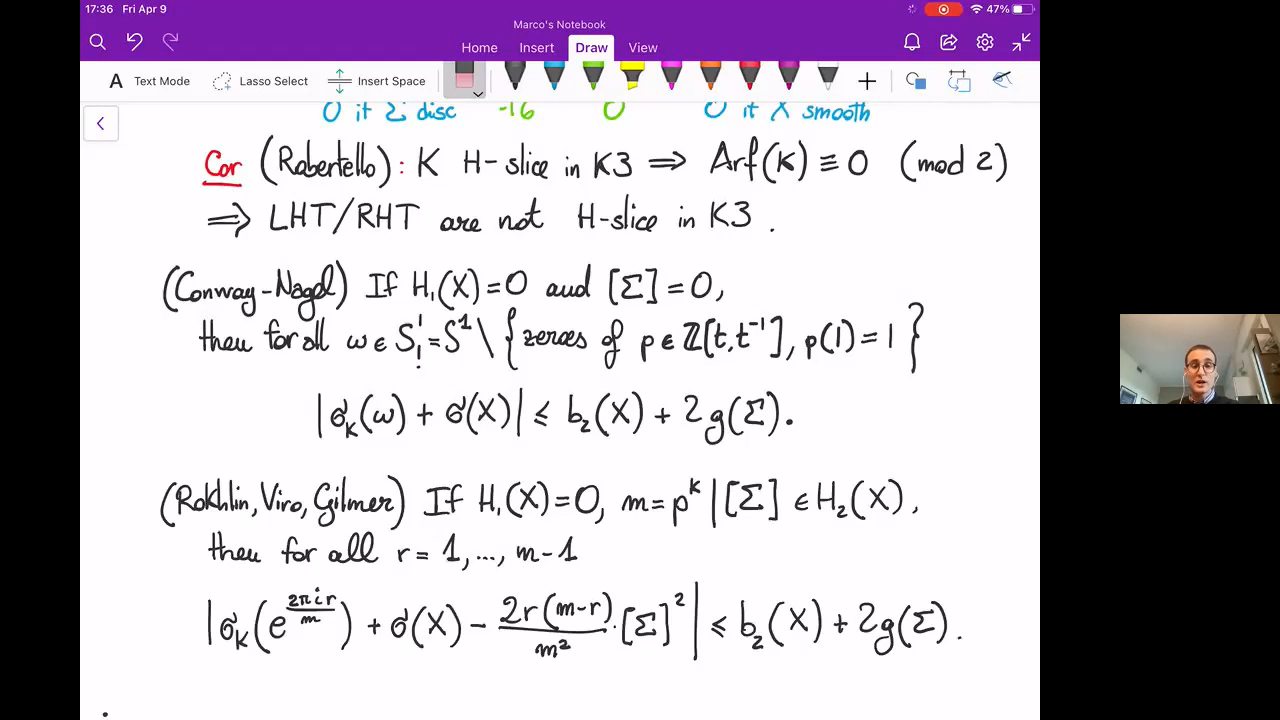 17:36 Fri Apr 9
47%
Marco's Notebook
Home Insert Draw View
A Text Mode Lasso Select Insert Space
0 if Σ disc -16 0 0 if X smooth
Cor (Robertello): K H-slice in K3 ⟹ Arf(K) ≡ 0 (mod 2)
⟹ LHT/RHT are not H-slice in K3.
(Conway-Nagel) If H₁(X)=0 and [Σ]=0,
then for all ω ∈ S¹_! = S¹ \ {zeroes of p ∈ ℤ[t,t⁻¹], p(1)=1}
|σ_K(ω) + σ(X)| ≤ b₂(X) + 2g(Σ).
(Rokhlin, Viro, Gilmer) If H₁(X)=0, m=p^k | [Σ] ∈ H₂(X),
then for all r = 1,..., m-1
|σ_K(e^{2πir/m}) + σ(X) - 2r(m-r)/m² · [Σ]²| ≤ b₂(X) + 2g(Σ).